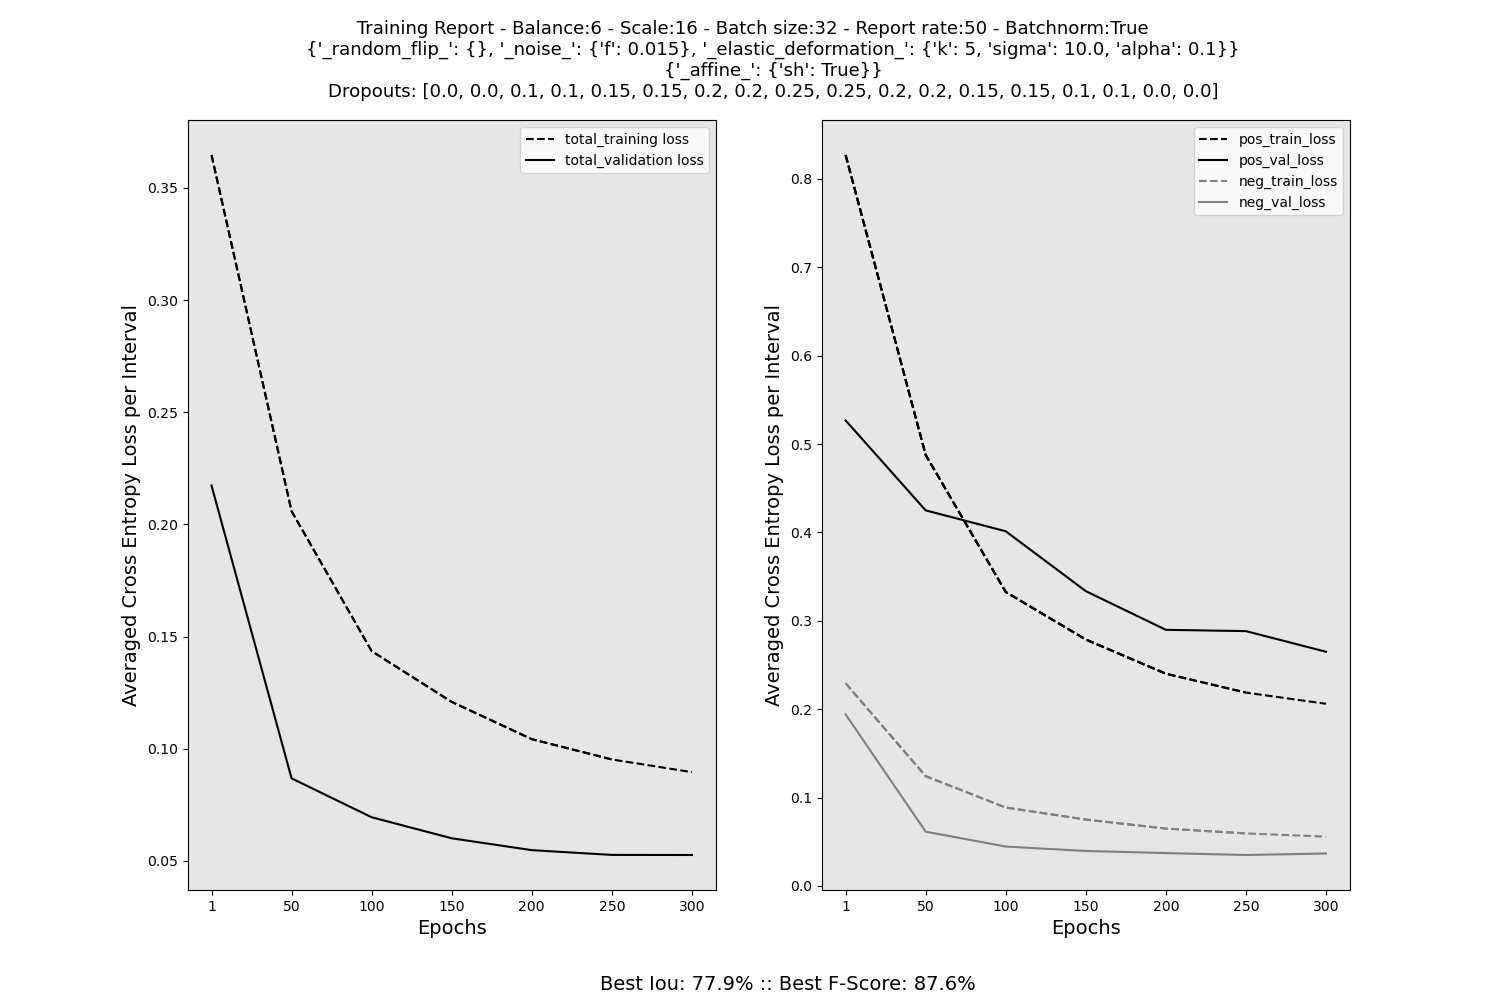 Training Report - Balance:6 - Scale:16 - Batch size:32 - Report rate:50 - Batchnorm:True
{'_random_flip_': {}, '_noise_': {'f': 0.015}, '_elastic_deformation_': {'k': 5, 'sigma': 10.0, 'alpha': 0.1}}
{'_affine_': {'sh': True}}
Dropouts: [0.0, 0.0, 0.1, 0.1, 0.15, 0.15, 0.2, 0.2, 0.25, 0.25, 0.2, 0.2, 0.15, 0.15, 0.1, 0.1, 0.0, 0.0]
total_training loss
total_validation loss
Averaged Cross Entropy Loss per Interval
0.35
0.30
0.25
0.20
0.15
0.10
0.05
1 50 100 150 200 250 300
Epochs
pos_train_loss
pos_val_loss
neg_train_loss
neg_val_loss
Averaged Cross Entropy Loss per Interval
0.8
0.7
0.6
0.5
0.4
0.3
0.2
0.1
0.0
1 50 100 150 200 250 300
Epochs
Best Iou: 77.9% :: Best F-Score: 87.6%